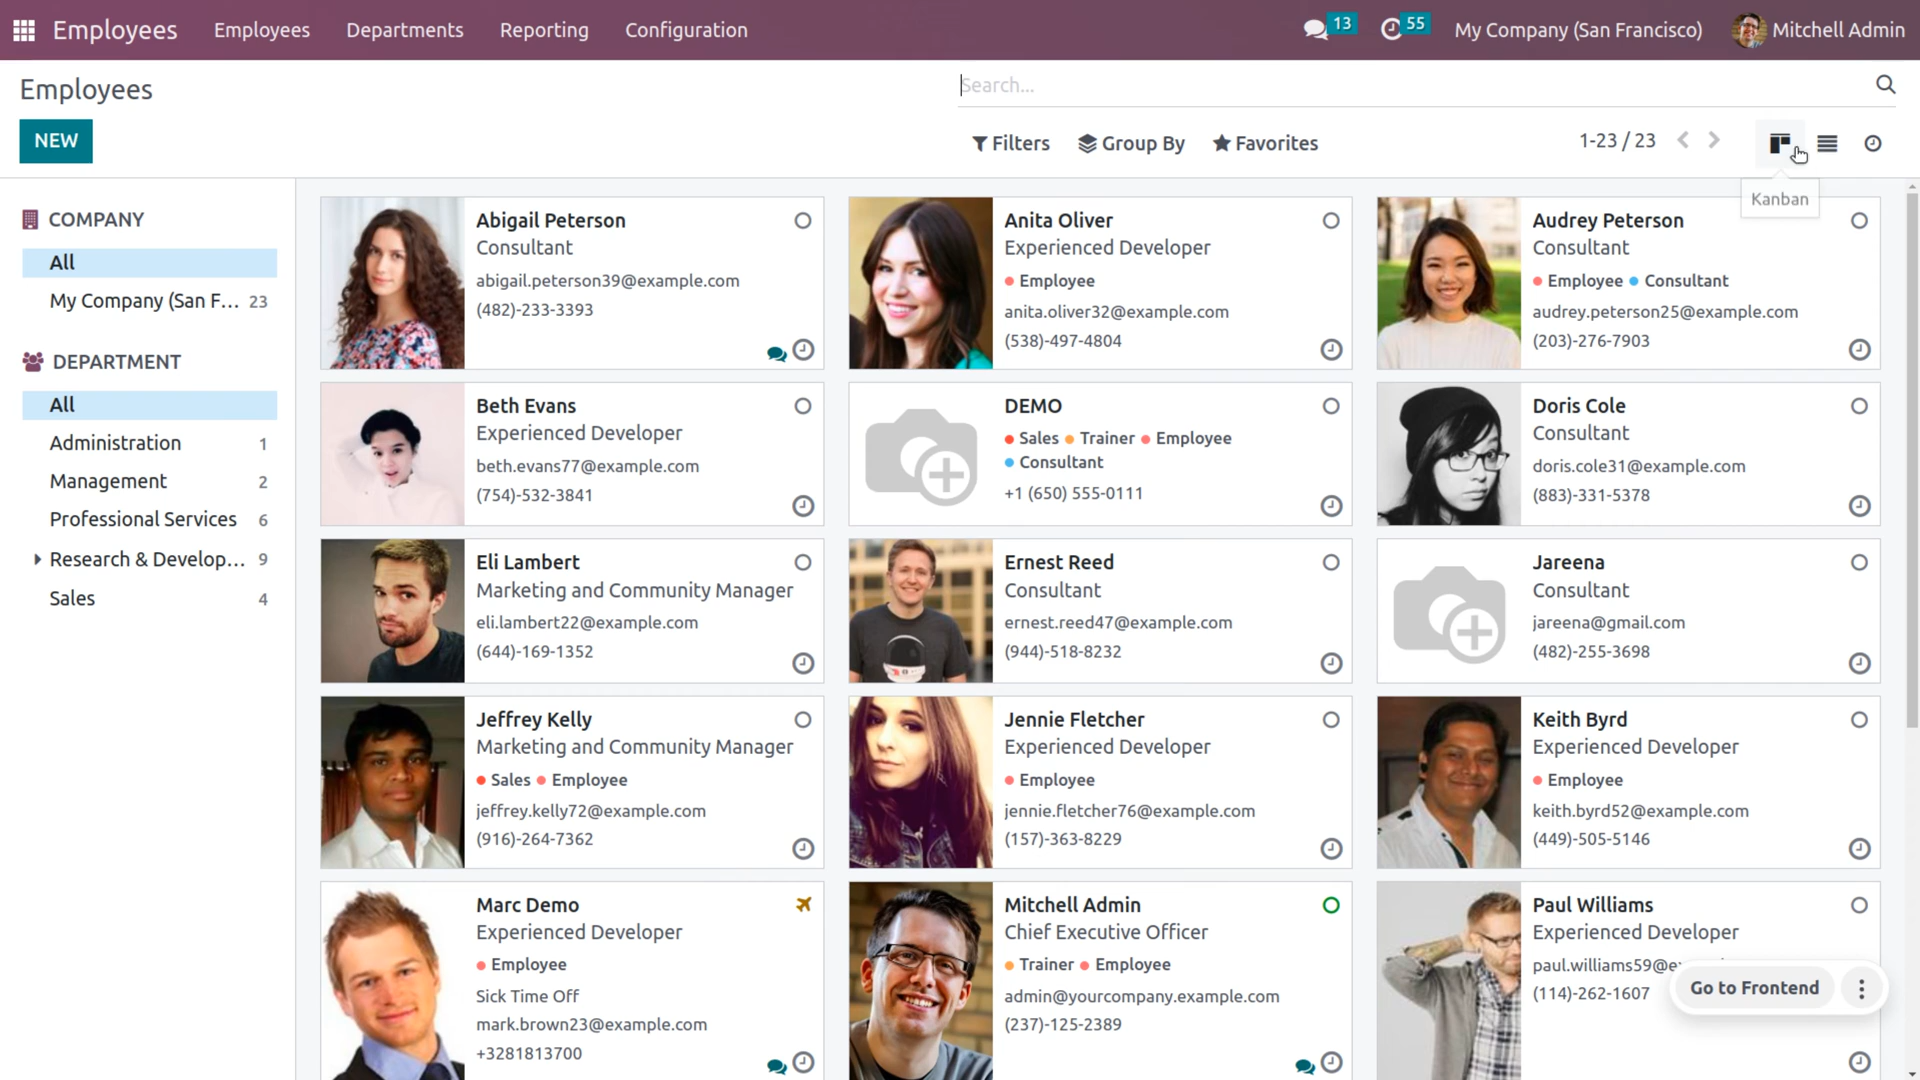 Employees Employees Departments Reporting Configuration 13 55 My Company (San Francisco) Mitchell Admin
Employees
Search...
NEW
Filters Group By Favorites 1-23 / 23
Kanban
COMPANY
All
My Company (San F... 23
DEPARTMENT
All
Administration 1
Management 2
Professional Services 6
Research & Develop... 9
Sales 4
Abigail Peterson
Consultant
abigail.peterson39@example.com
(482)-233-3393
Anita Oliver
Experienced Developer
Employee
anita.oliver32@example.com
(538)-497-4804
Audrey Peterson
Consultant
Employee Consultant
audrey.peterson25@example.com
(203)-276-7903
Beth Evans
Experienced Developer
beth.evans77@example.com
(754)-532-3841
DEMO
Sales Trainer Employee
Consultant
+1 (650) 555-0111
Doris Cole
Consultant
doris.cole31@example.com
(883)-331-5378
Eli Lambert
Marketing and Community Manager
eli.lambert22@example.com
(644)-169-1352
Ernest Reed
Consultant
ernest.reed47@example.com
(944)-518-8232
Jareena
Consultant
jareena@gmail.com
(482)-255-3698
Jeffrey Kelly
Marketing and Community Manager
Sales Employee
jeffrey.kelly72@example.com
(916)-264-7362
Jennie Fletcher
Experienced Developer
Employee
jennie.fletcher76@example.com
(157)-363-8229
Keith Byrd
Experienced Developer
Employee
keith.byrd52@example.com
(449)-505-5146
Marc Demo
Experienced Developer
Employee
Sick Time Off
mark.brown23@example.com
+3281813700
Mitchell Admin
Chief Executive Officer
Trainer Employee
admin@yourcompany.example.com
(237)-125-2389
Paul Williams
Experienced Developer
paul.williams59@e
(114)-262-1607
Go to Frontend